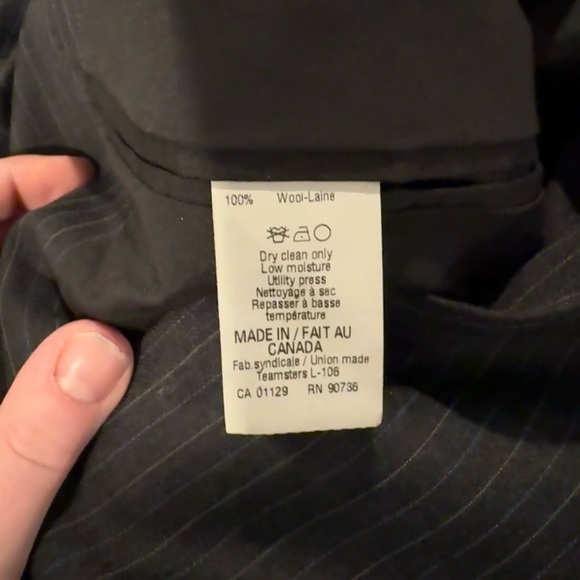 100% Wool-Laine
Dry clean only
Low moisture
Utility press
Nettoyage à sec
Repasser à basse
température
MADE IN / FAIT AU
CANADA
Fab.syndicale / Union made
Teamsters L-106
CA 01129 RN 90736